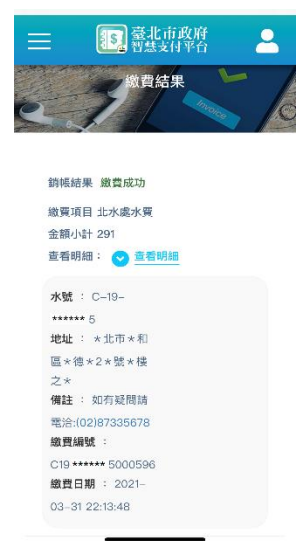 臺北市政府
智慧支付平台
繳費結果
Invoice
銷帳結果 繳費成功
繳費項目 北水處水費
金額小計 291
查看明細： 查看明細
水號 ： C-19-
****** 5
地址 ： *北市*和
區*德*2*號*樓
之*
備註 ： 如有疑問請
電洽:(02)87335678
繳費編號 ：
C19 ****** 5000596
繳費日期 ： 2021-
03-31 22:13:48